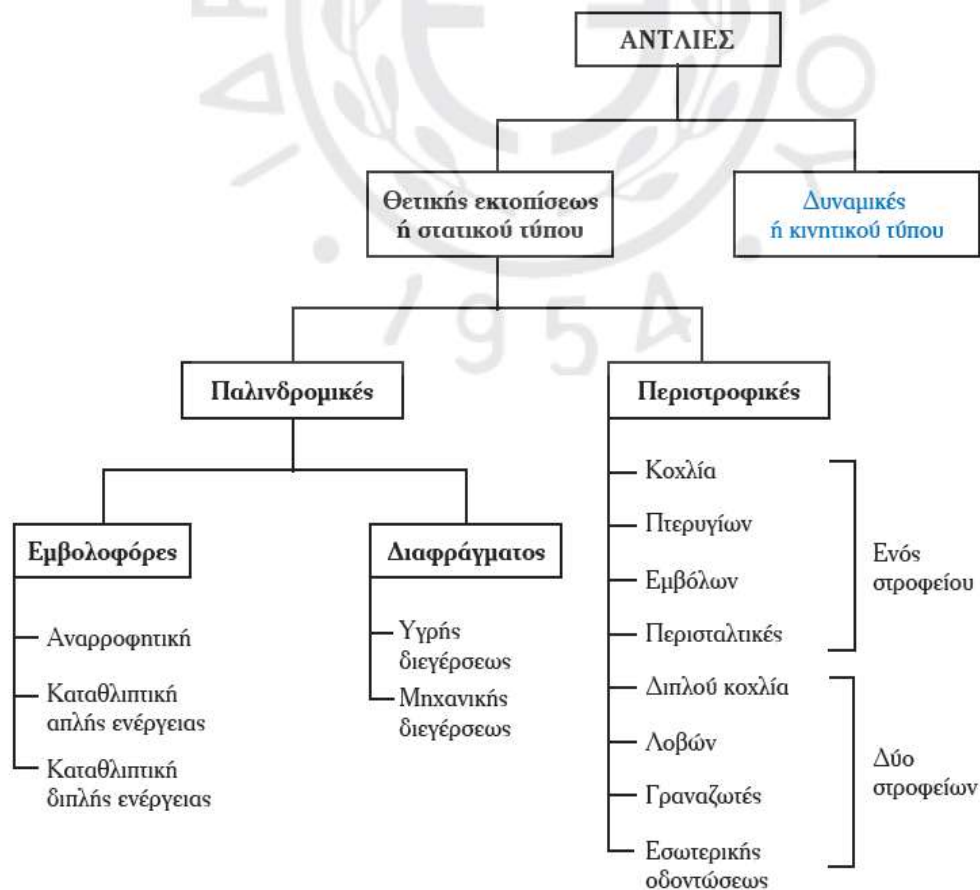 ΑΝΤΛΙΕΣ
Θετικής εκτοπίσεως
ή στατικού τύπου
Δυναμικές
ή κινητικού τύπου
1954
Παλινδρομικές
Περιστροφικές
Εμβολοφόρες
Διαφράγματος
Αναρροφητική
Καταθλιπτική
απλής ενέργειας
Καταθλιπτική
διπλής ενέργειας
Υγρής
διεγέρσεως
Μηχανικής
διεγέρσεως
Κοχλία
Πτερυγίων
Εμβόλων
Περισταλτικές
Ενός
στροφείου
Διπλού κοχλία
Λοβών
Γραναζωτές
Εσωτερικής
οδοντώσεως
Δύο
στροφείων